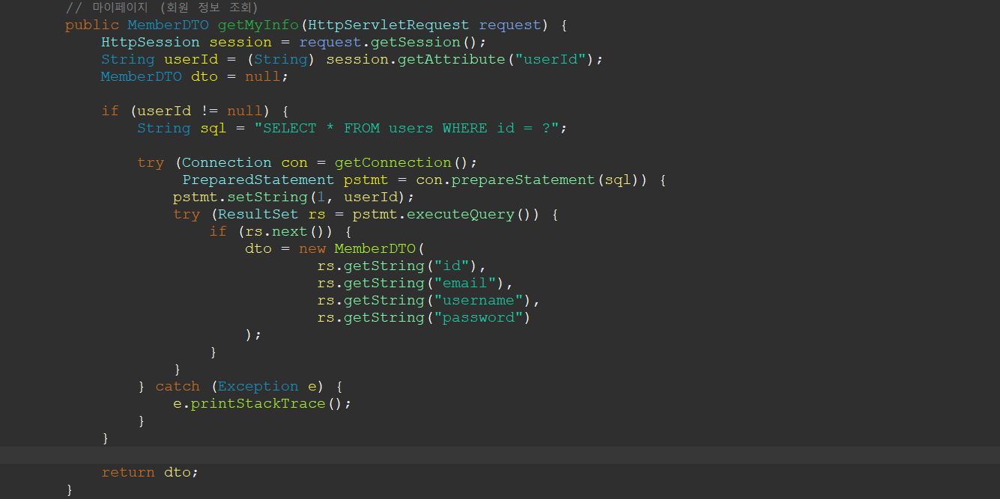 // 마이페이지 (회원 정보 조회)
public MemberDTO getMyInfo(HttpServletRequest request) {
HttpSession session = request.getSession();
String userId = (String) session.getAttribute("userId");
MemberDTO dto = null;
if (userId != null) {
String sql = "SELECT * FROM users WHERE id = ?";
try (Connection con = getConnection();
PreparedStatement pstmt = con.prepareStatement(sql)) {
pstmt.setString(1, userId);
try (ResultSet rs = pstmt.executeQuery()) {
if (rs.next()) {
dto = new MemberDTO(
rs.getString("id"),
rs.getString("email"),
rs.getString("username"),
rs.getString("password")
);
}
}
} catch (Exception e) {
e.printStackTrace();
}
}
return dto;
}